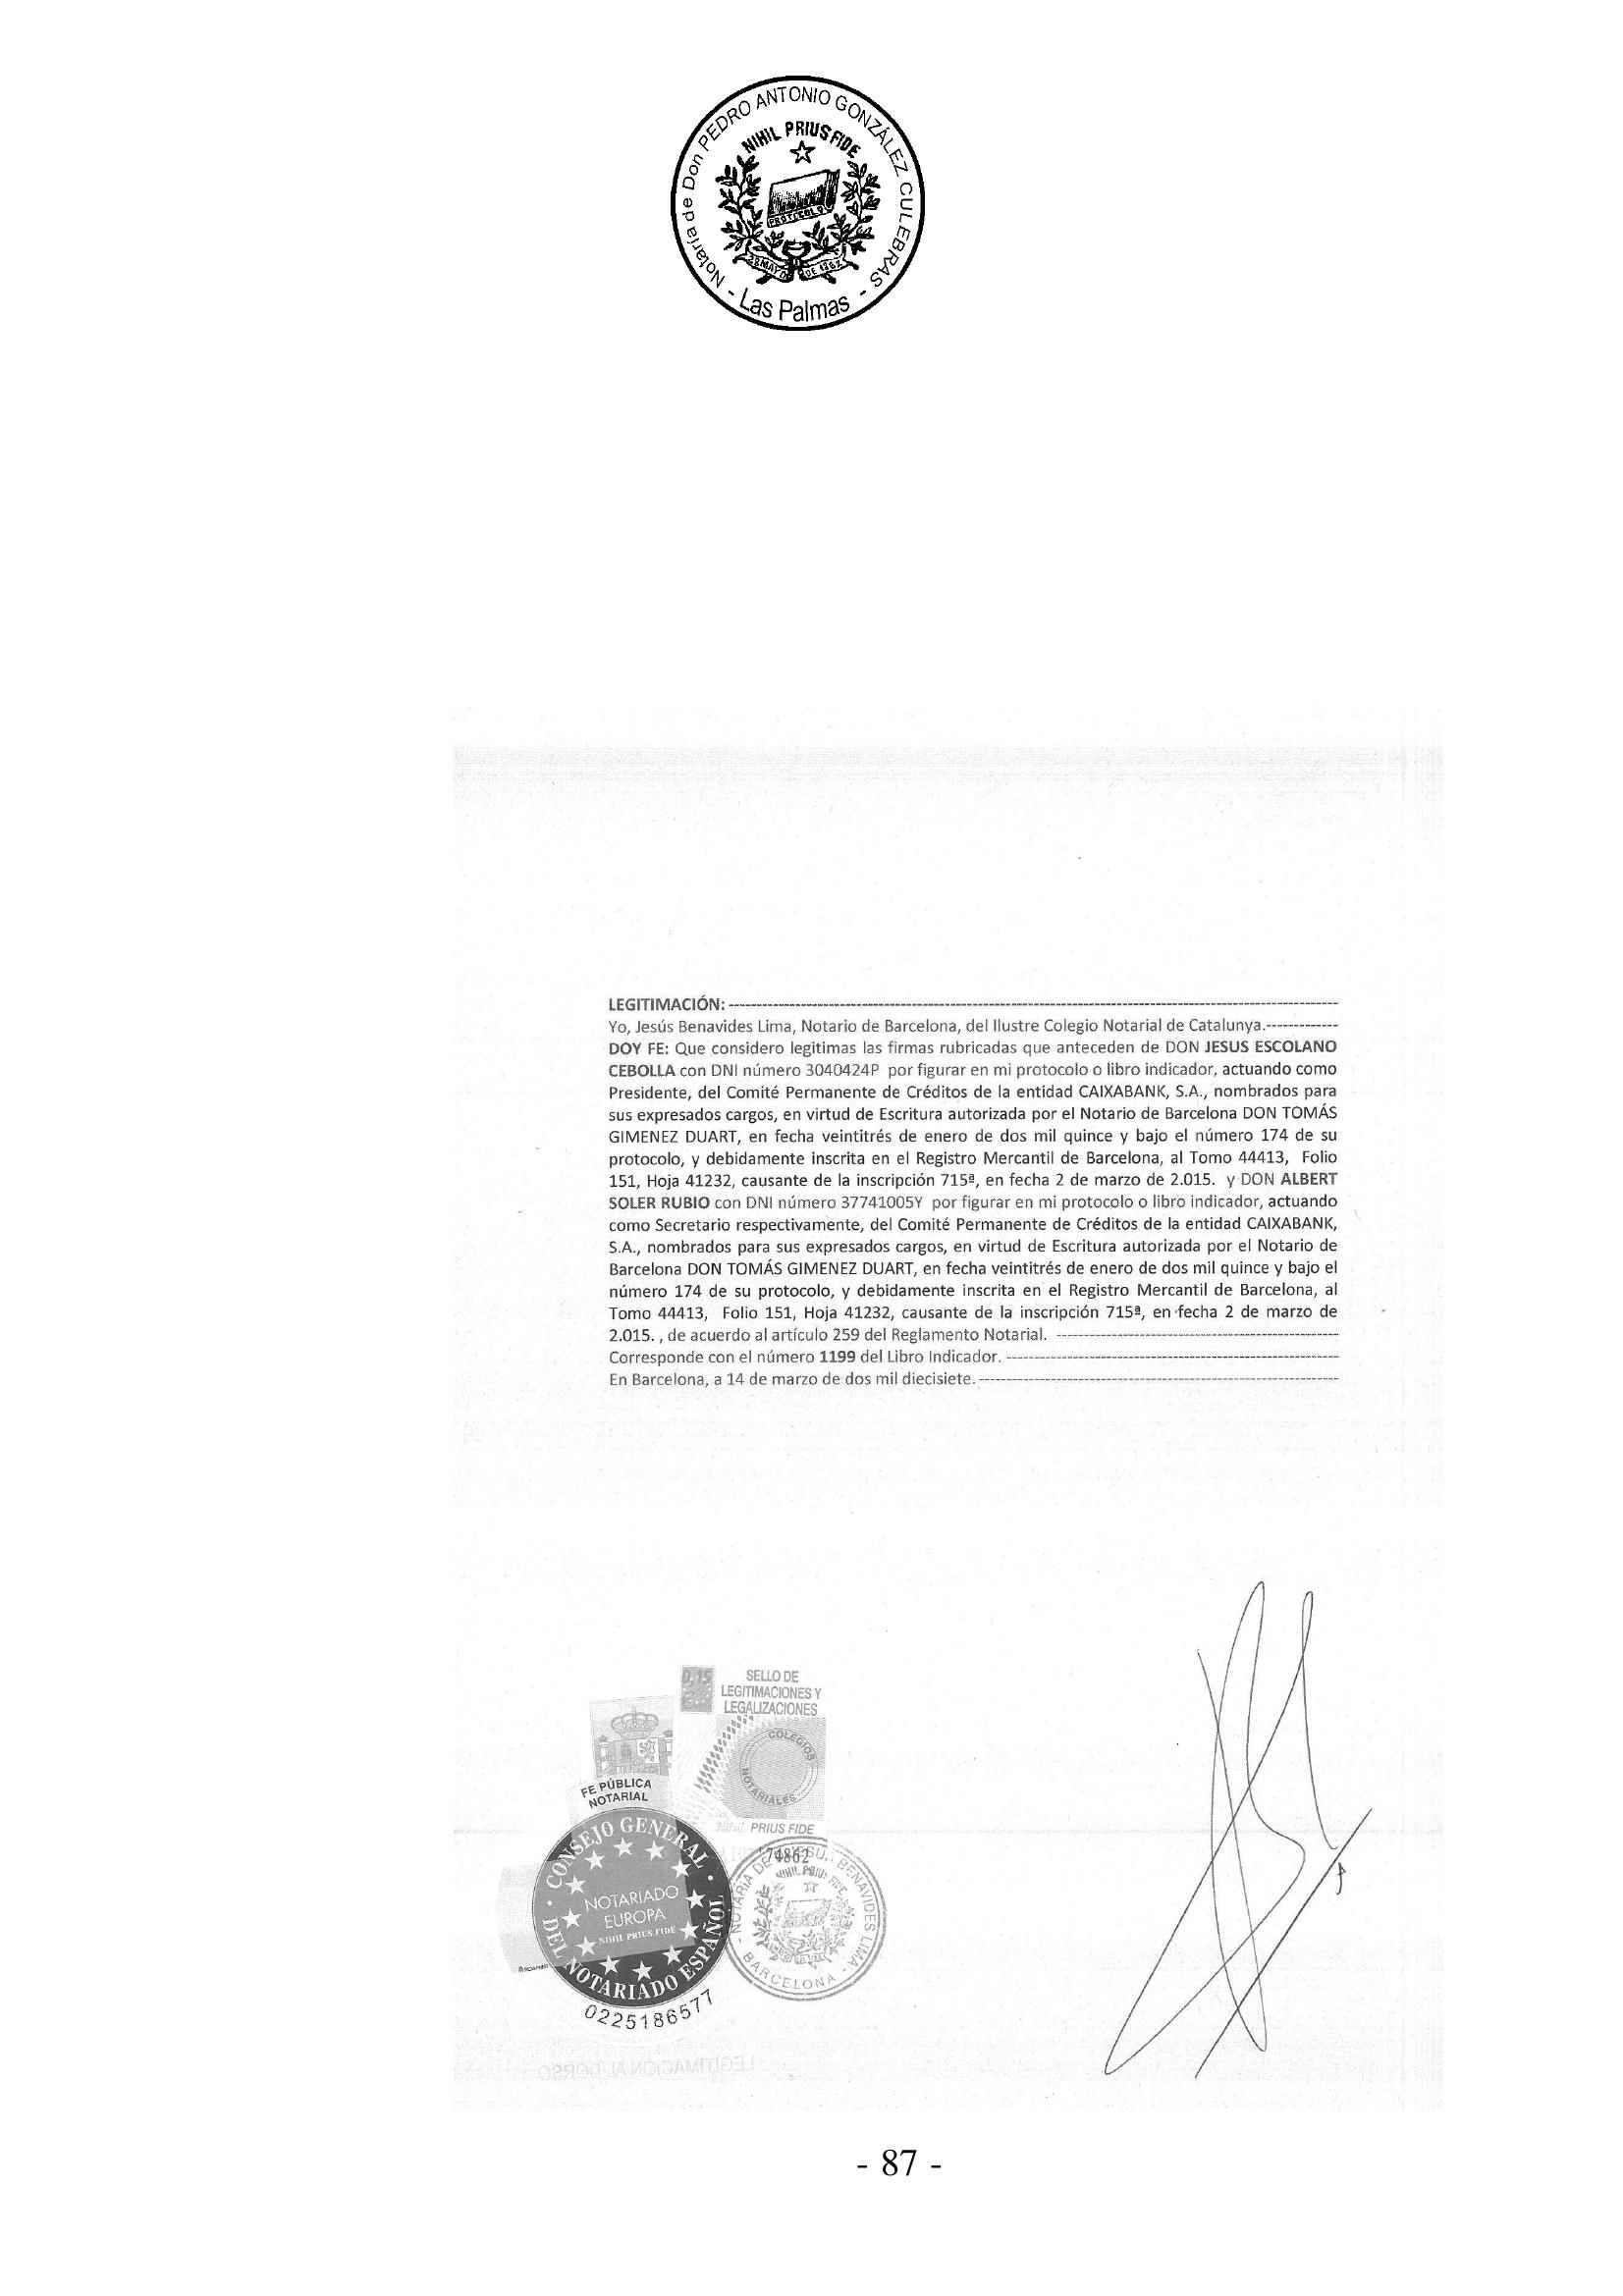 Notaría de Don PEDRO ANTONIO GONZÁLEZ CULEBRAS
NIHIL PRIUS FIDE
PROTOCOLO
28 MAYO DE 1862
- Las Palmas -
LEGITIMACIÓN:
Yo, Jesús Benavides Lima, Notario de Barcelona, del Ilustre Colegio Notarial de Catalunya.
DOY FE: Que considero legitimas las firmas rubricadas que anteceden de DON JESUS ESCOLANO
CEBOLLA con DNI número 3040424P por figurar en mi protocolo o libro indicador, actuando como
Presidente, del Comité Permanente de Créditos de la entidad CAIXABANK, S.A., nombrados para
sus expresados cargos, en virtud de Escritura autorizada por el Notario de Barcelona DON TOMÁS
GIMENEZ DUART, en fecha veintitrés de enero de dos mil quince y bajo el número 174 de su
protocolo, y debidamente inscrita en el Registro Mercantil de Barcelona, al Tomo 44413, Folio
151, Hoja 41232, causante de la inscripción 715ª, en fecha 2 de marzo de 2.015. y DON ALBERT
SOLER RUBIO con DNI número 37741005Y por figurar en mi protocolo o libro indicador, actuando
como Secretario respectivamente, del Comité Permanente de Créditos de la entidad CAIXABANK,
S.A., nombrados para sus expresados cargos, en virtud de Escritura autorizada por el Notario de
Barcelona DON TOMÁS GIMENEZ DUART, en fecha veintitrés de enero de dos mil quince y bajo el
número 174 de su protocolo, y debidamente inscrita en el Registro Mercantil de Barcelona, al
Tomo 44413, Folio 151, Hoja 41232, causante de la inscripción 715ª, en fecha 2 de marzo de
2.015. , de acuerdo al artículo 259 del Reglamento Notarial.
Corresponde con el número 1199 del Libro Indicador.
En Barcelona, a 14 de marzo de dos mil diecisiete.
0,15
SELLO DE
LEGITIMACIONES Y
LEGALIZACIONES
COLEGIOS
NOTARIALES
FE PÚBLICA
NOTARIAL
PRIUS FIDE
74862
CONSEJO GENERAL
DEL NOTARIADO ESPAÑOL
NOTARIADO
EUROPA
NIHIL PRIUS FIDE
0225186577
NOTARIA DE JESU. BENAVIDES LIMA
NIHIL PRIUS FIDE
- BARCELONA -
LEGITIMACIÓN AL DORSO
- 87 -